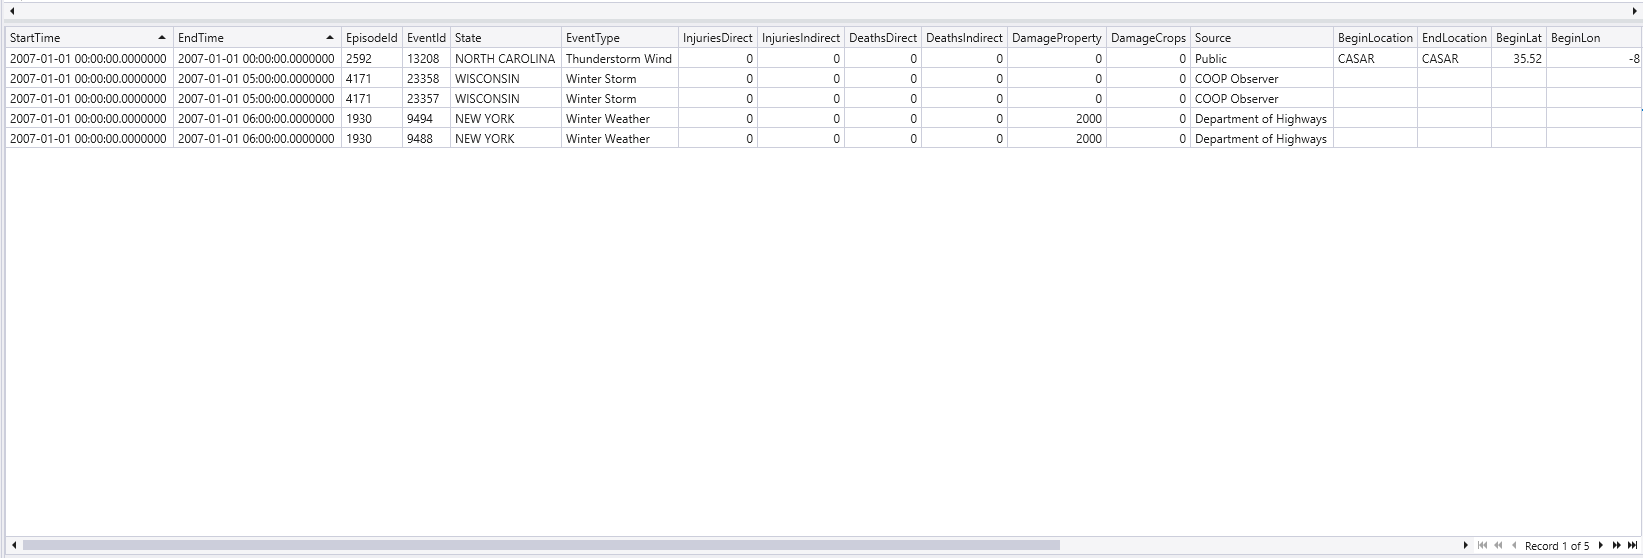 StartTime EndTime EpisodeId EventId State EventType InjuriesDirect InjuriesIndirect DeathsDirect DeathsIndirect DamageProperty DamageCrops Source BeginLocation EndLocation BeginLat BeginLon
2007-01-01 00:00:00.0000000 2007-01-01 00:00:00.0000000 2592 13208 NORTH CAROLINA Thunderstorm Wind 0 0 0 0 0 0 Public CASAR CASAR 35.52 -8
2007-01-01 00:00:00.0000000 2007-01-01 05:00:00.0000000 4171 23358 WISCONSIN Winter Storm 0 0 0 0 0 0 COOP Observer
2007-01-01 00:00:00.0000000 2007-01-01 05:00:00.0000000 4171 23357 WISCONSIN Winter Storm 0 0 0 0 0 0 COOP Observer
2007-01-01 00:00:00.0000000 2007-01-01 06:00:00.0000000 1930 9494 NEW YORK Winter Weather 0 0 0 0 2000 0 Department of Highways
2007-01-01 00:00:00.0000000 2007-01-01 06:00:00.0000000 1930 9488 NEW YORK Winter Weather 0 0 0 0 2000 0 Department of Highways
Record 1 of 5